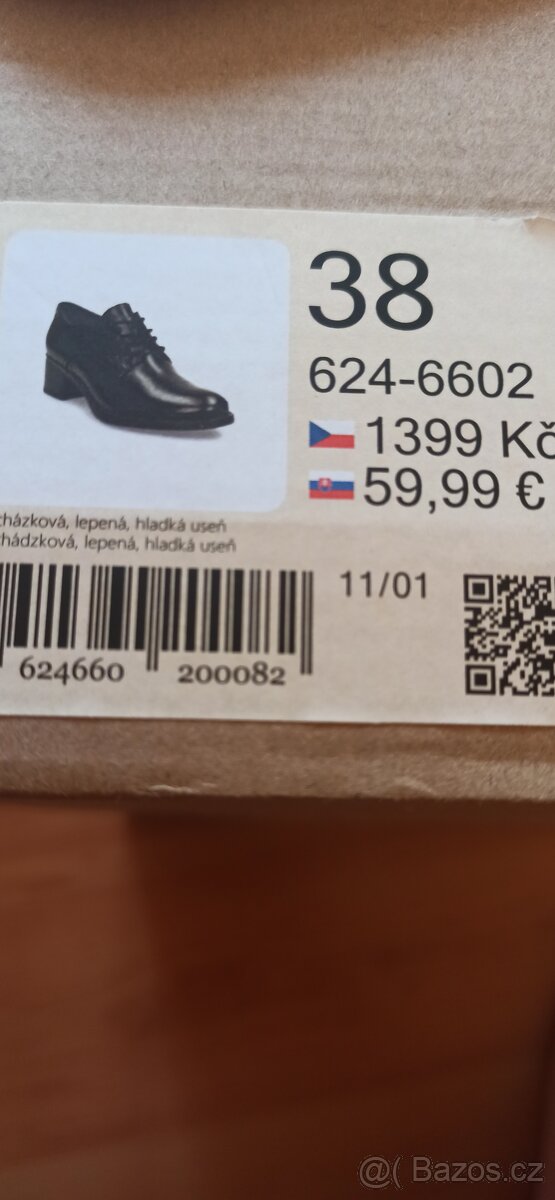 38
624-6602
1399 Kč
59,99 €
cházková, lepená, hladká useň
chádzková, lepená, hladká useň
11/01
624660 200082
@( Bazos.cz